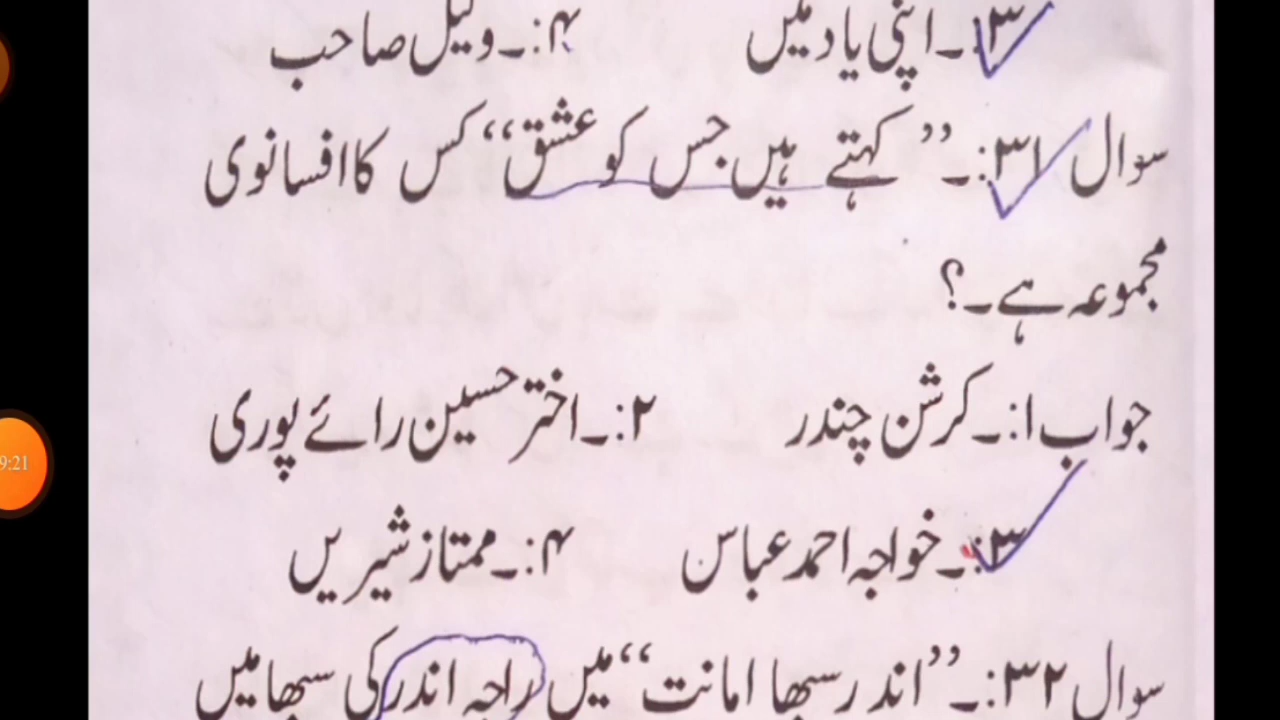 ۳:۔اپنی یاد میں ۴:۔وکیل صاحب
سوال ۳۱:۔”کہتے ہیں جس کو عشق“ کس کا افسانوی
مجموعہ ہے۔؟
جواب ۱:۔کرشن چندر ۲:۔اختر حسین رائے پوری
۳:۔خواجہ احمد عباس ۴:۔ممتاز شیریں
سوال ۳۲:۔”اندر سبھا امانت“ میں راجہ اندر کی سبھا میں
9:21